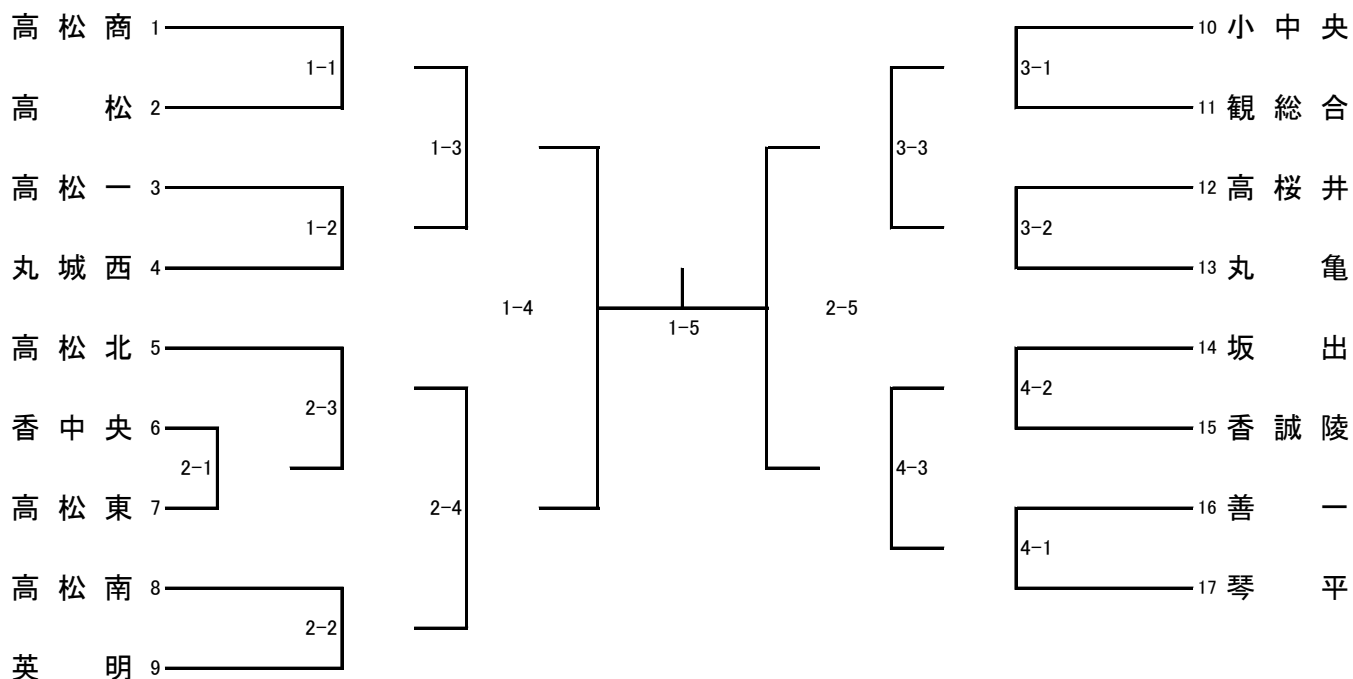 高松商 1
1-1
高松 2
1-3
高松一 3
1-2
丸城西 4
1-4
高松北 5
2-3
香中央 6
2-1
高松東 7
2-4
高松南 8
2-2
英明 9
1-5
10 小中央
3-1
11 観総合
3-3
12 高桜井
3-2
13 丸亀
2-5
14 坂出
4-2
15 香誠陵
4-3
16 善一
4-1
17 琴平